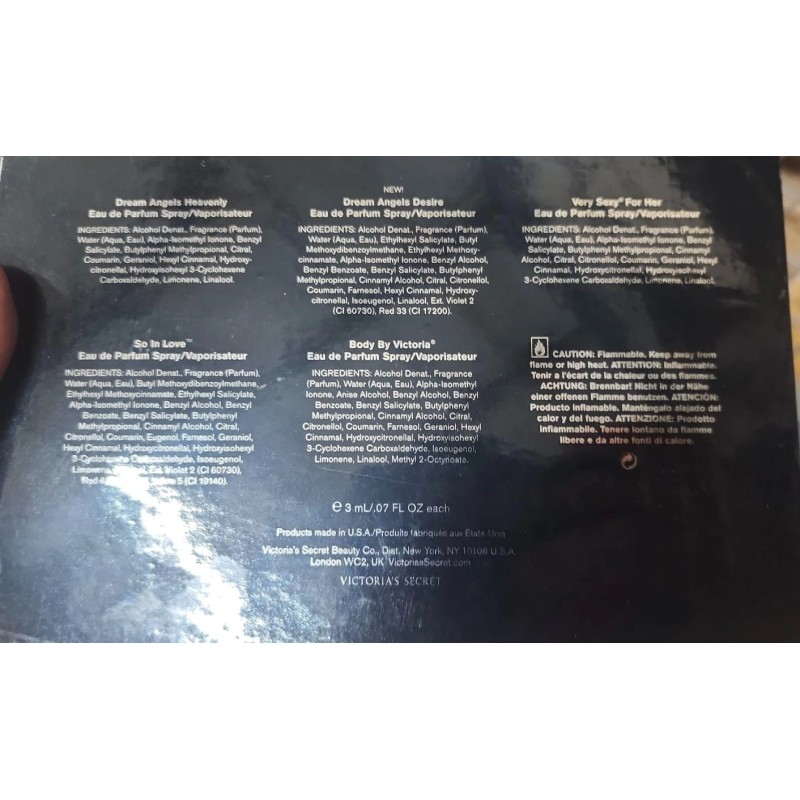 Dream Angels Heavenly
Eau de Parfum Spray/Vaporisateur
INGREDIENTS: Alcohol Denat., Fragrance (Parfum),
Water (Aqua, Eau), Alpha-Isomethyl Ionone, Benzyl
Salicylate, Butylphenyl Methylpropional, Citral,
Coumarin, Geraniol, Hexyl Cinnamal, Hydroxy-
citronellal, Hydroxyisohexyl 3-Cyclohexene
Carboxaldehyde, Limonene, Linalool.
NEW!
Dream Angels Desire
Eau de Parfum Spray/Vaporisateur
INGREDIENTS: Alcohol Denat., Fragrance (Parfum),
Water (Aqua, Eau), Ethylhexyl Salicylate, Butyl
Methoxydibenzoylmethane, Ethylhexyl Methoxy-
cinnamate, Alpha-Isomethyl Ionone, Benzyl Alcohol,
Benzyl Benzoate, Benzyl Salicylate, Butylphenyl
Methylpropional, Cinnamyl Alcohol, Citral, Citronellol,
Coumarin, Farnesol, Hexyl Cinnamal, Hydroxy-
citronellal, Isoeugenol, Linalool, Ext. Violet 2
(CI 60730), Red 33 (CI 17200).
Very Sexy® For Her
Eau de Parfum Spray/Vaporisateur
INGREDIENTS: Alcohol Denat., Fragrance (Parfum),
Water (Aqua, Eau), Alpha-Isomethyl Ionone, Benzyl
Salicylate, Butylphenyl Methylpropional, Cinnamyl
Alcohol, Citral, Citronellol, Coumarin, Geraniol, Hexyl
Cinnamal, Hydroxycitronellal, Hydroxyisohexyl
3-Cyclohexene Carboxaldehyde, Limonene, Linalool.
So In Love™
Eau de Parfum Spray/Vaporisateur
INGREDIENTS: Alcohol Denat., Fragrance (Parfum),
Water (Aqua, Eau), Butyl Methoxydibenzoylmethane,
Ethylhexyl Methoxycinnamate, Ethylhexyl Salicylate,
Alpha-Isomethyl Ionone, Benzyl Alcohol, Benzyl
Benzoate, Benzyl Salicylate, Butylphenyl
Methylpropional, Cinnamyl Alcohol, Citral,
Citronellol, Coumarin, Eugenol, Farnesol, Geraniol,
Hexyl Cinnamal, Hydroxycitronellal, Hydroxyisohexyl
3-Cyclohexene Carboxaldehyde, Isoeugenol,
Ext. Violet 2 (CI 60730),
Red 5 (CI 19140).
Body By Victoria®
Eau de Parfum Spray/Vaporisateur
INGREDIENTS: Alcohol Denat., Fragrance
(Parfum), Water (Aqua, Eau), Alpha-Isomethyl
Ionone, Anise Alcohol, Benzyl Alcohol, Benzyl
Benzoate, Benzyl Salicylate, Butylphenyl
Methylpropional, Cinnamyl Alcohol, Citral,
Citronellol, Coumarin, Farnesol, Geraniol, Hexyl
Cinnamal, Hydroxycitronellal, Hydroxyisohexyl
3-Cyclohexene Carboxaldehyde, Isoeugenol,
Limonene, Linalool, Methyl 2-Octynoate.
CAUTION: Flammable. Keep away from
flame or high heat. ATTENTION: Inflammable.
Tenir à l'écart de la chaleur ou des flammes.
ACHTUNG: Brennbar! Nicht in der Nähe
einer offenen Flamme benutzen. ATENCIÓN:
Producto inflamable. Manténgalo alejado del
calor y del fuego. ATTENZIONE: Prodotto
infiammabile. Tenere lontano da fiamme
libere e da altre fonti di calore.
℮ 3 mL/.07 FL OZ each
Products made in U.S.A./Produits fabriqués aux États-Unis
Victoria's Secret Beauty Co., Dist. New York, NY 10108 U.S.A.
London WC2, UK VictoriasSecret.com
VICTORIA'S SECRET